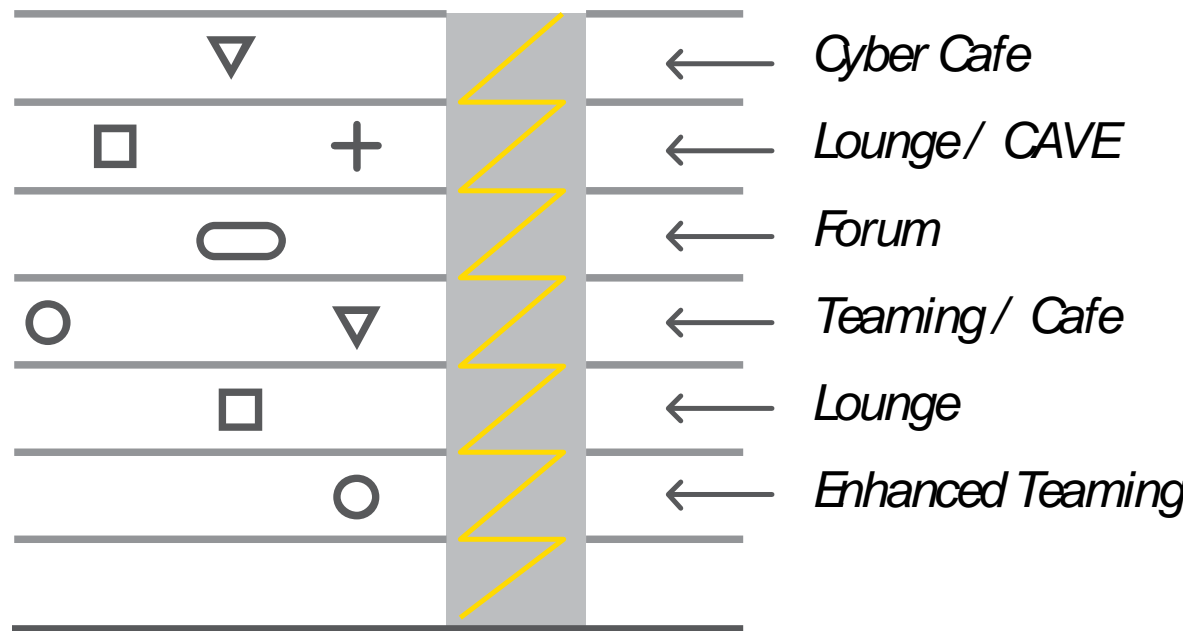 Cyber Cafe
Lounge / CAVE
Forum
Teaming / Cafe
Lounge
Enhanced Teaming